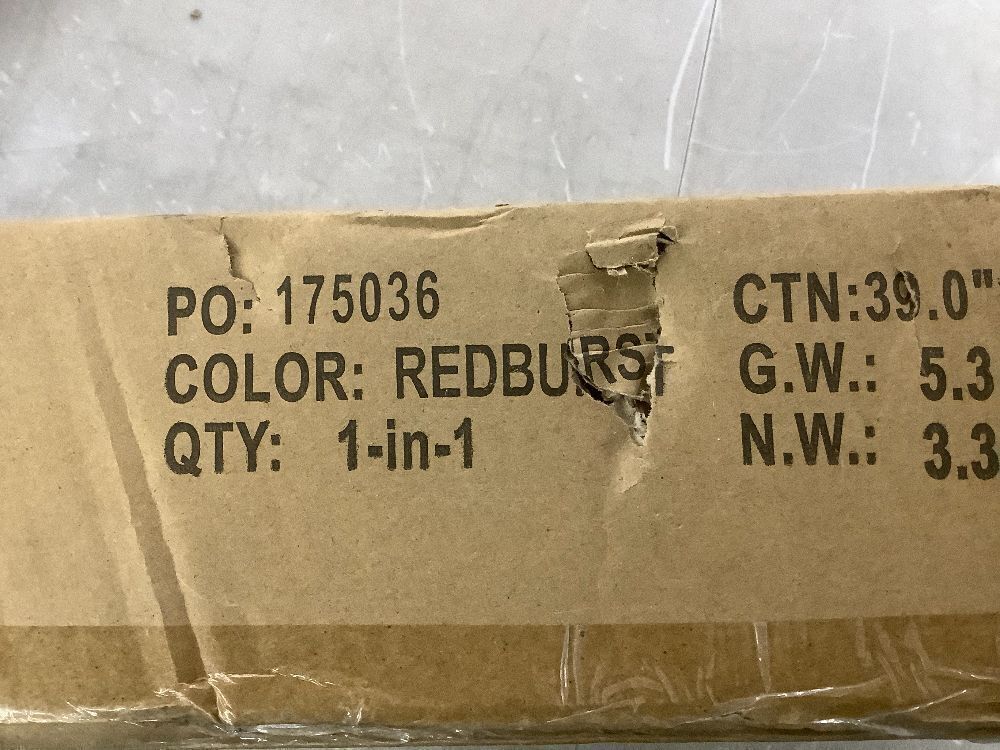 PO: 175036
COLOR: REDBURST
QTY: 1-in-1
CTN:39.0"
G.W.: 5.3
N.W.: 3.3